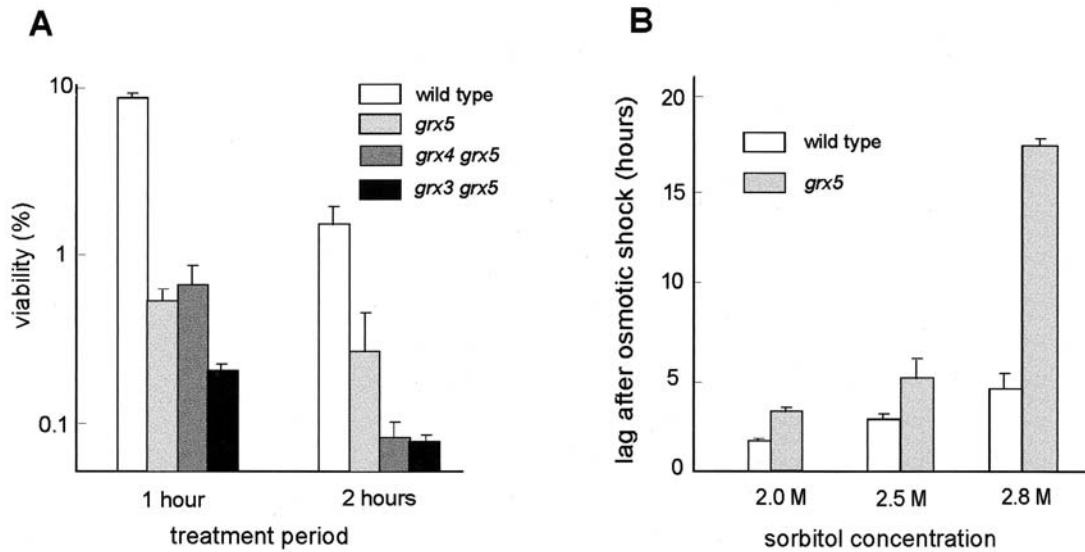 A
viability (%)
10
1
0.1
wild type
grx5
grx4 grx5
grx3 grx5
1 hour
2 hours
treatment period
B
lag after osmotic shock (hours)
20
15
10
5
0
wild type
grx5
2.0 M
2.5 M
2.8 M
sorbitol concentration